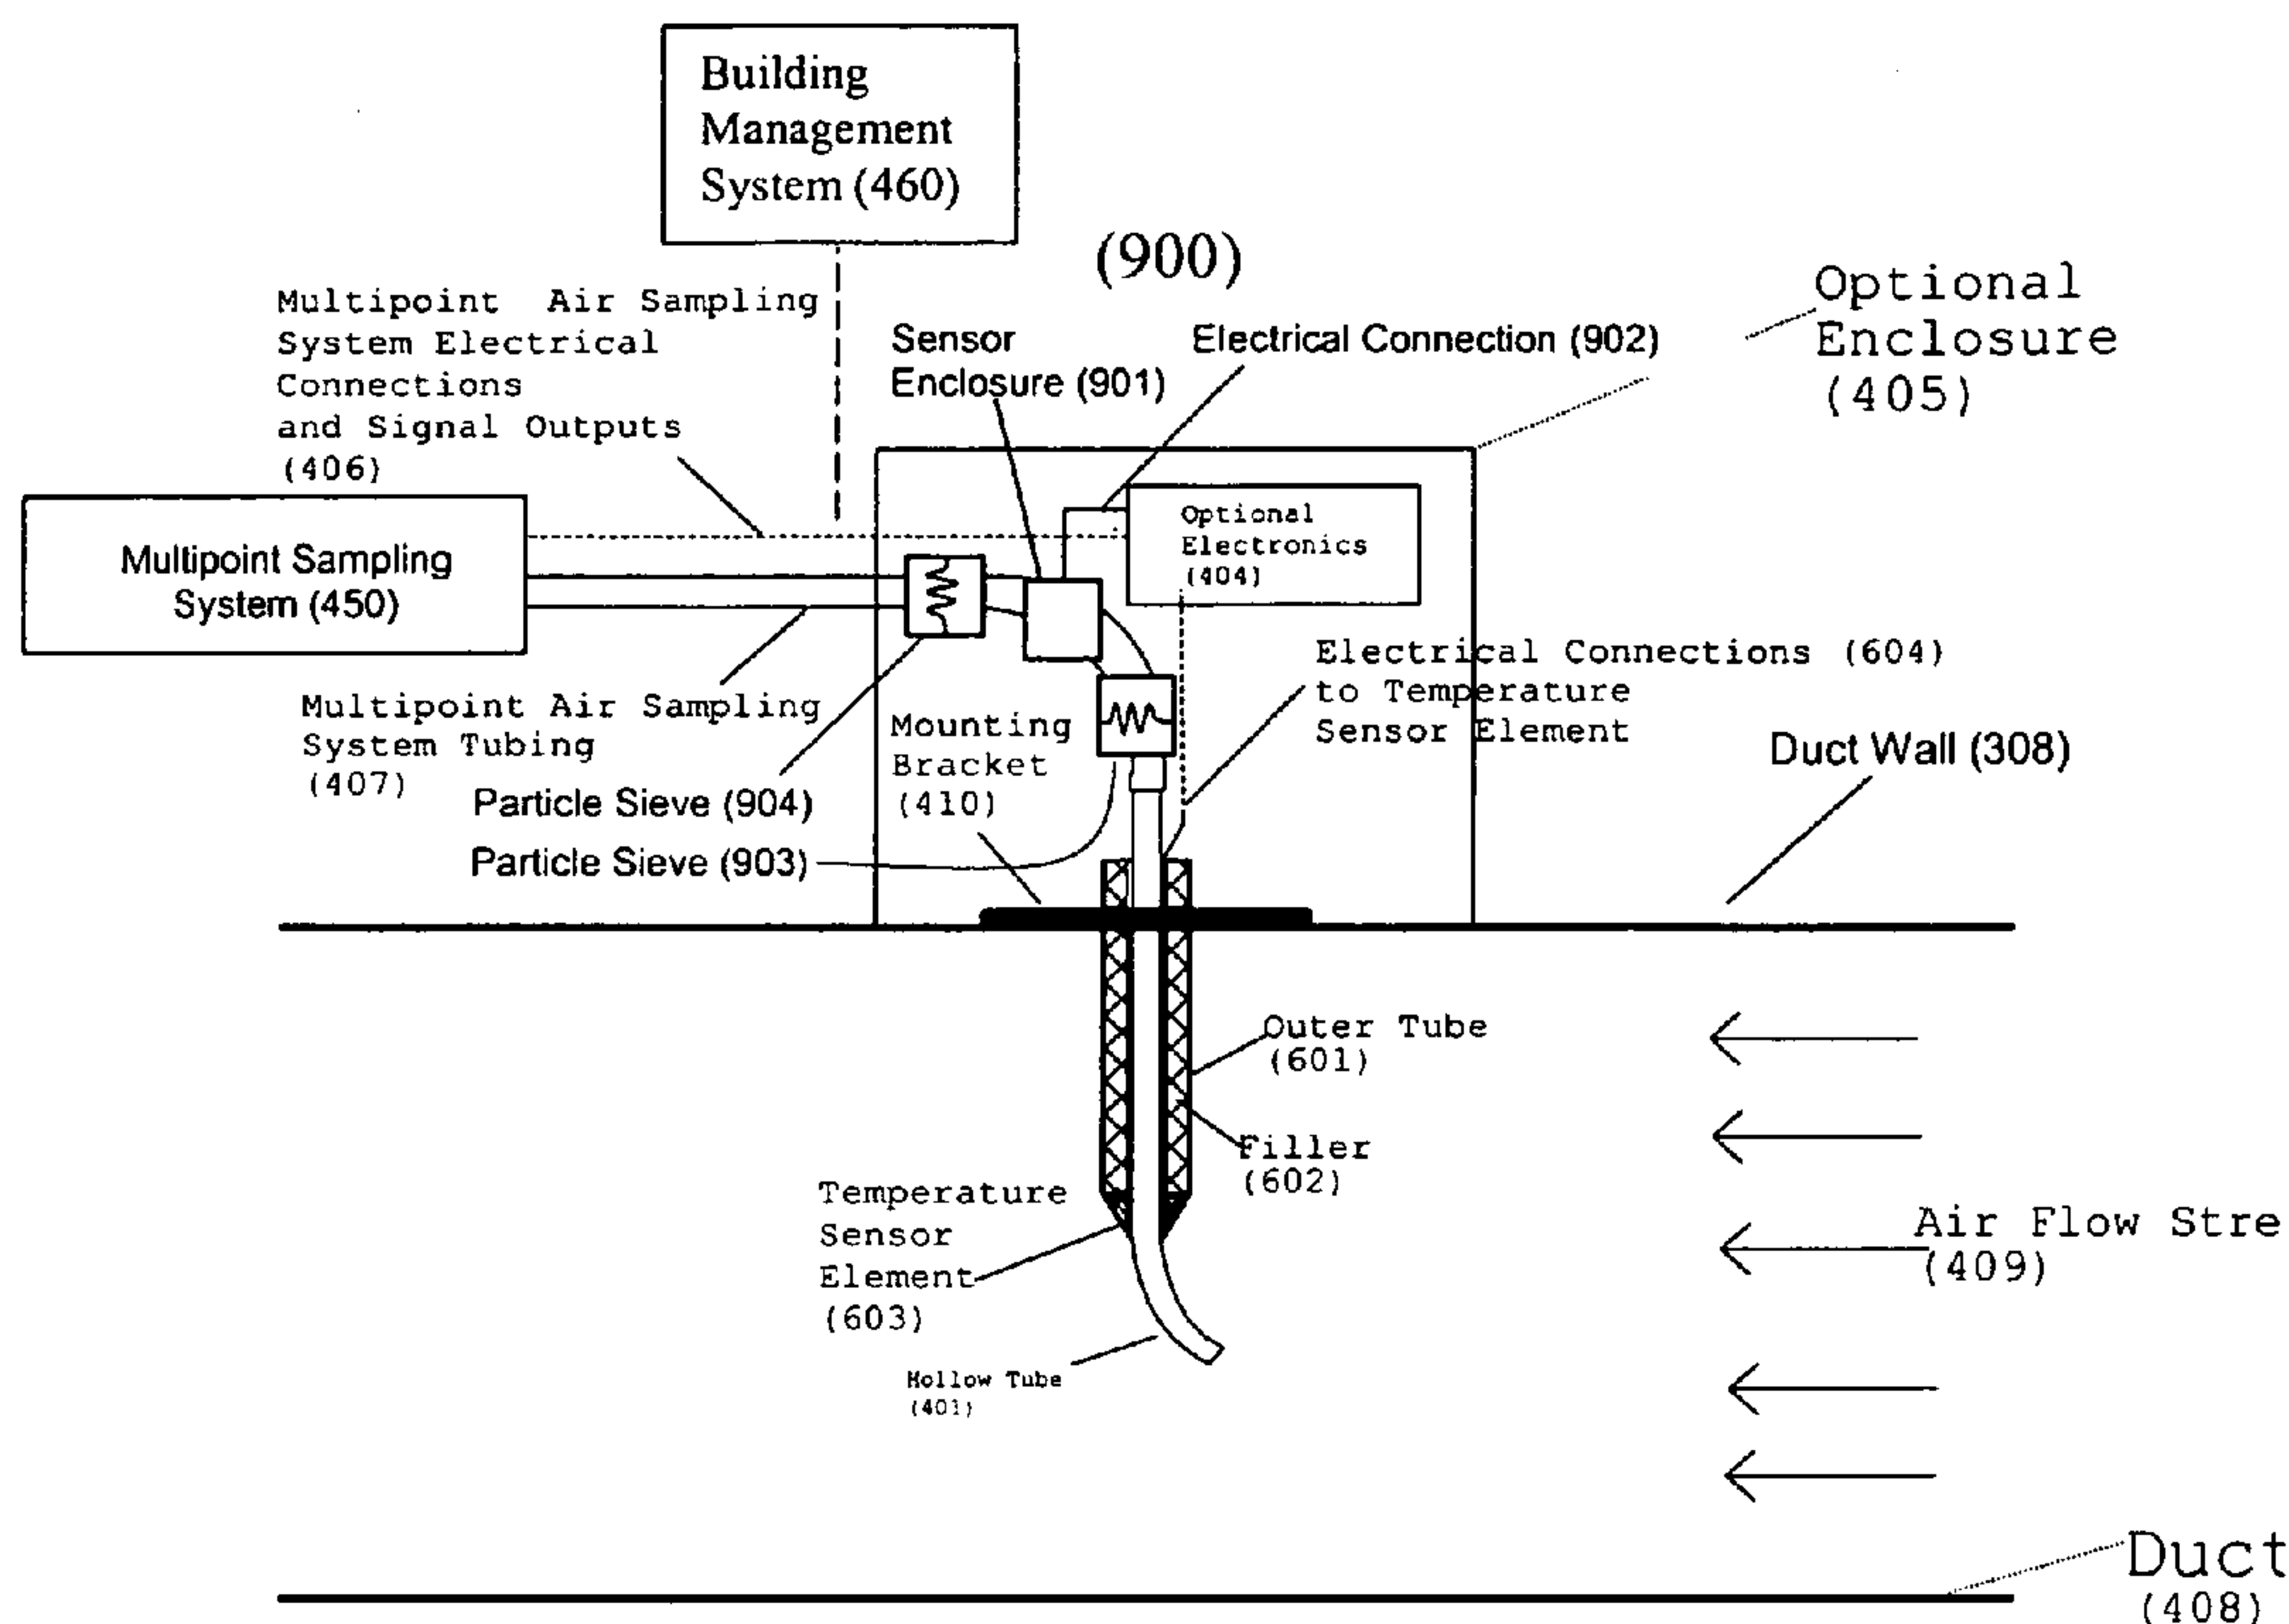 Building
Management
System (460)
(900)
Optional
Enclosure
(405)
Multipoint Air Sampling
System Electrical
Connections
and Signal Outputs
(406)
Sensor
Enclosure (901)
Electrical Connection (902)
Multipoint Sampling
System (450)
Optional
Electronics
(404)
Electrical Connections (604)
to Temperature
Sensor Element
Multipoint Air Sampling
System Tubing
(407)
Mounting
Bracket
(410)
Duct Wall (308)
Particle Sieve (904)
Particle Sieve (903)
Outer Tube
(601)
Filler
(602)
Temperature
Sensor
Element
(603)
Air Flow Stre
(409)
Hollow Tube
(401)
Duct
(408)